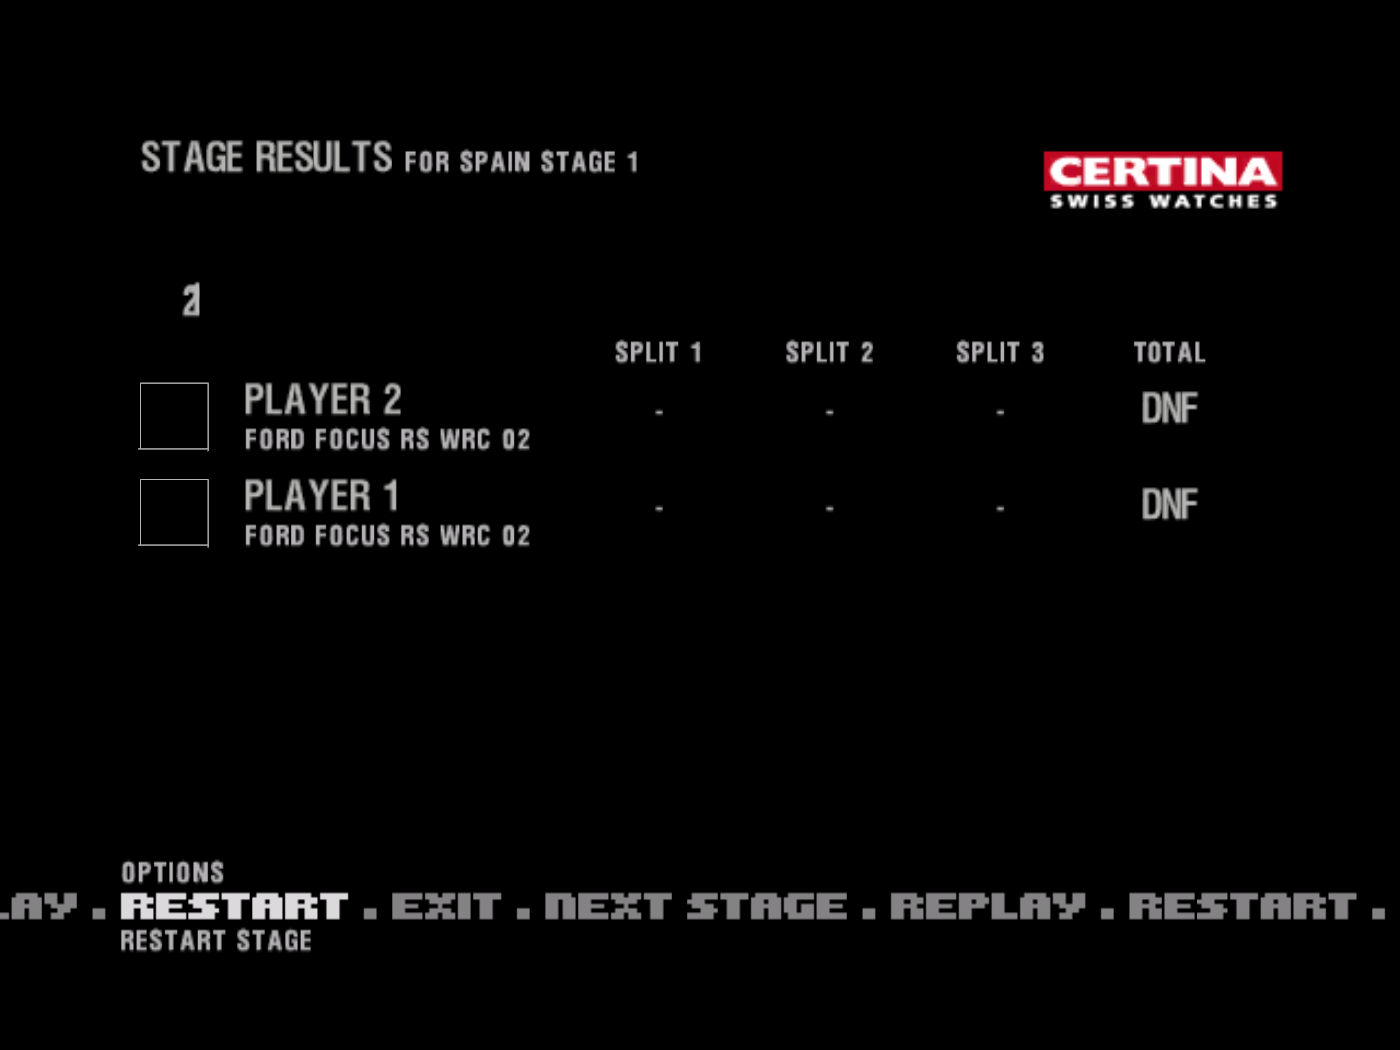 STAGE RESULTS FOR SPAIN STAGE 1
CERTINA
SWISS WATCHES
SPLIT 1 SPLIT 2 SPLIT 3 TOTAL
PLAYER 2 - - - DNF
FORD FOCUS RS WRC 02
PLAYER 1 - - - DNF
FORD FOCUS RS WRC 02
OPTIONS
LAY . RESTART . EXIT . NEXT STAGE . REPLAY . RESTART .
RESTART STAGE